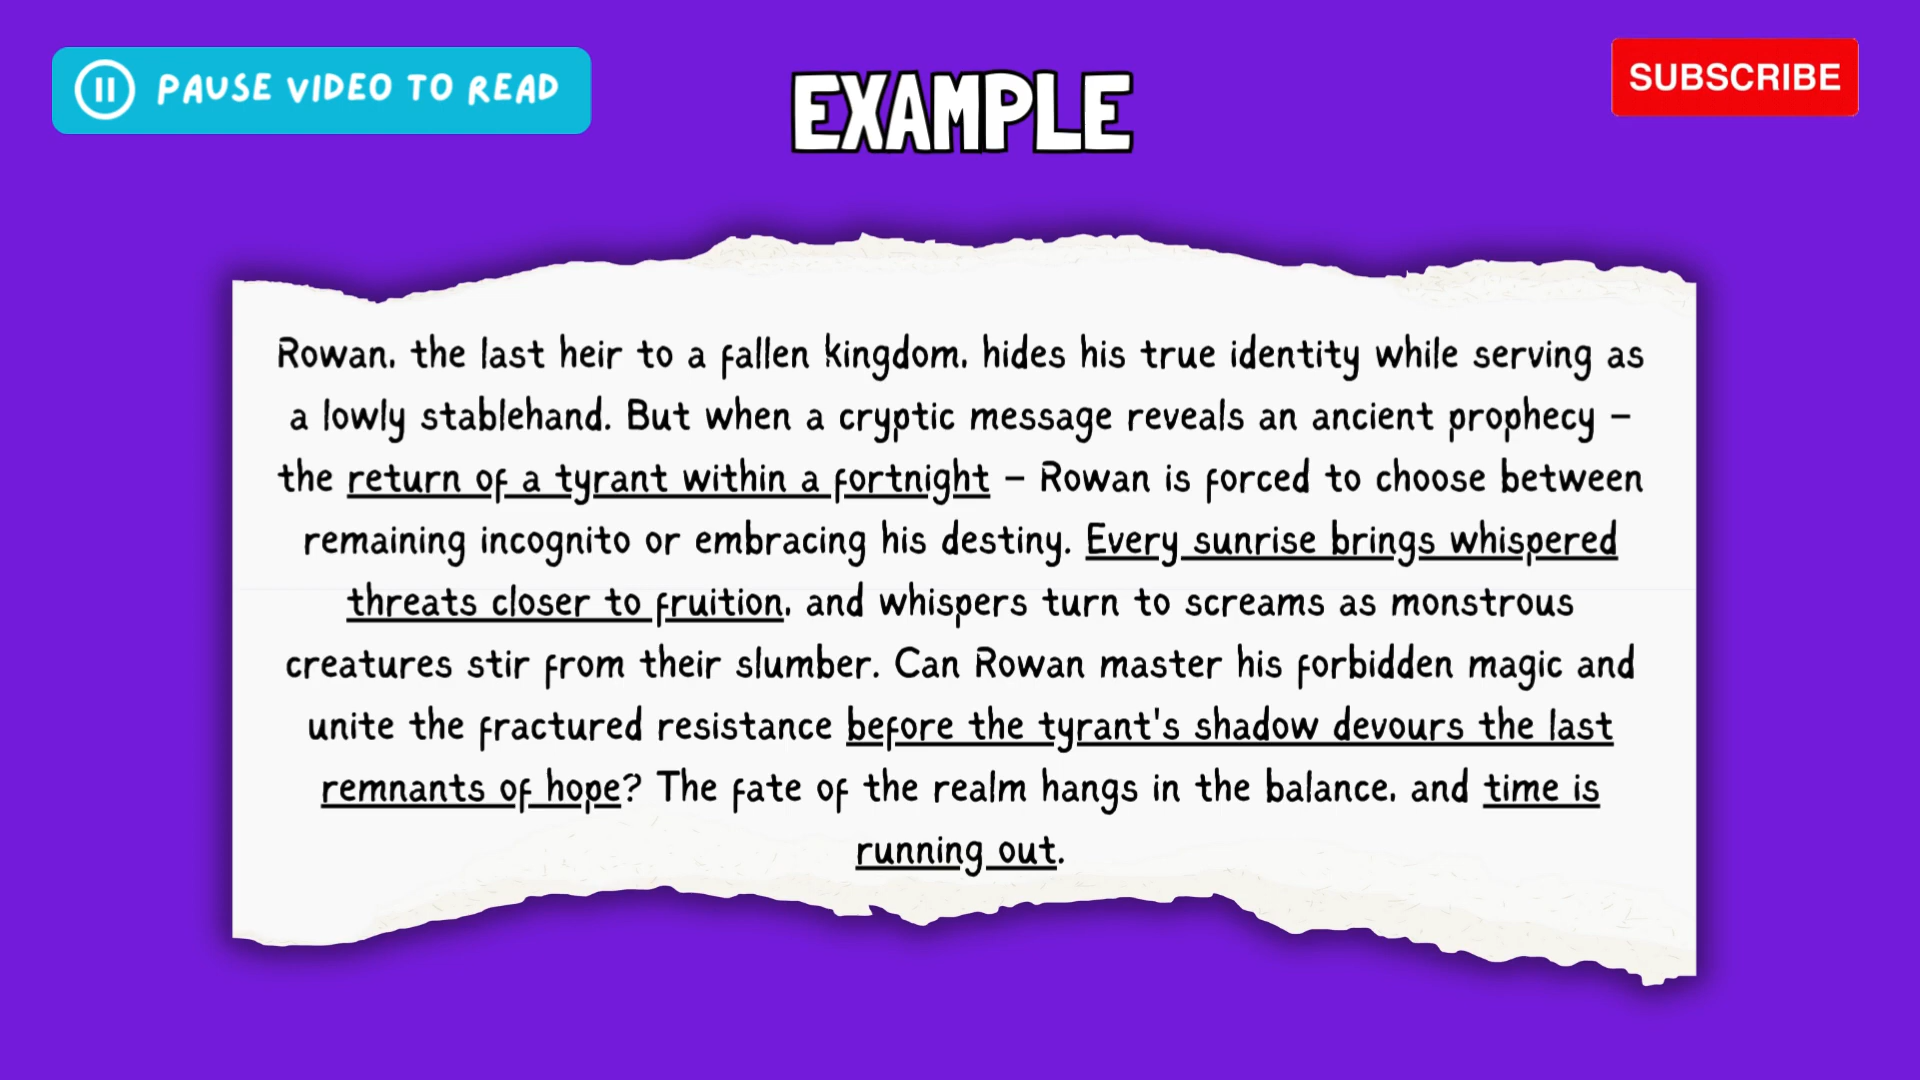 PAUSE VIDEO TO READ
EXAMPLE
SUBSCRIBE
Rowan, the last heir to a fallen kingdom, hides his true identity while serving as
a lowly stablehand. But when a cryptic message reveals an ancient prophecy –
the return of a tyrant within a fortnight – Rowan is forced to choose between
remaining incognito or embracing his destiny. Every sunrise brings whispered
threats closer to fruition, and whispers turn to screams as monstrous
creatures stir from their slumber. Can Rowan master his forbidden magic and
unite the fractured resistance before the tyrant's shadow devours the last
remnants of hope? The fate of the realm hangs in the balance, and time is
running out.